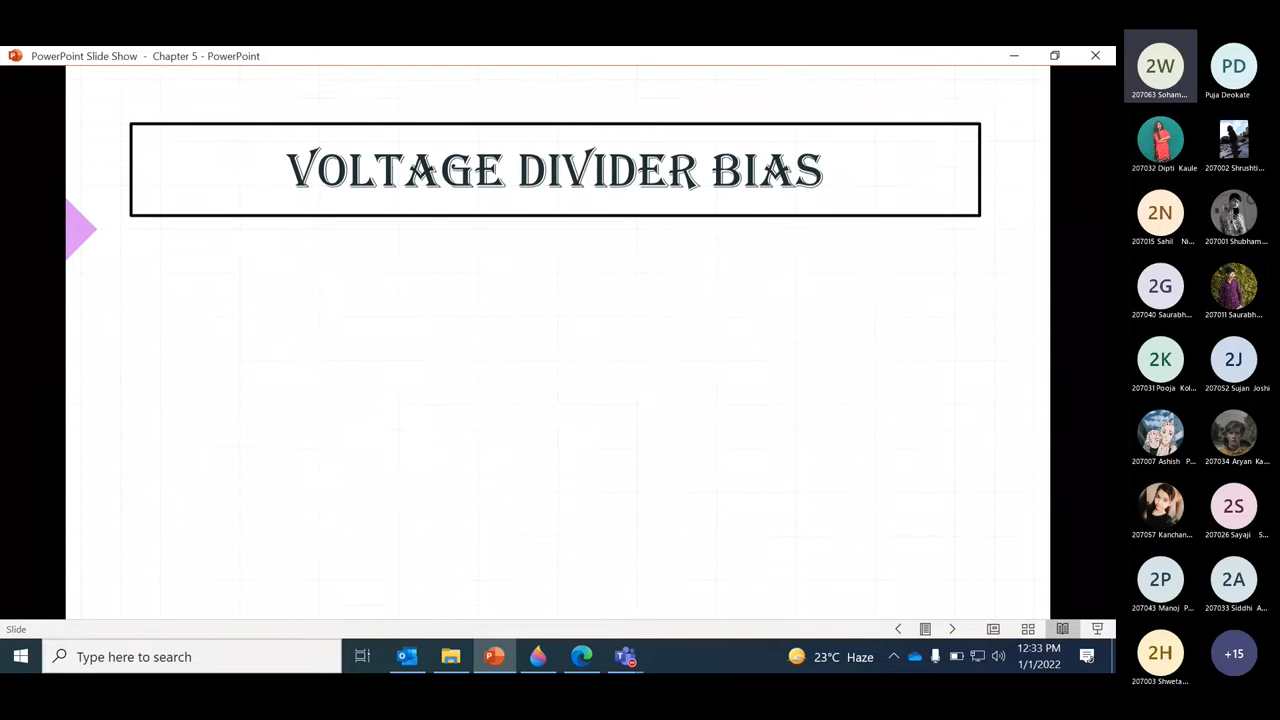 PowerPoint Slide Show - Chapter 5 - PowerPoint
VOLTAGE DIVIDER BIAS
Slide
Type here to search
23°C Haze
12:33 PM
1/1/2022
2W
207063 Soham...
PD
Puja Deokate
207032 Dipti Kaule
207002 Shrushti...
2N
207015 Sahil Ni...
207001 Shubham...
2G
207040 Saurabh...
207011 Saurabh...
2K
207031 Pooja Kol...
2J
207052 Sujan Joshi
207007 Ashish P...
207034 Aryan Ka...
207057 Kanchan...
2S
207026 Sayaji S...
2P
207043 Manoj P...
2A
207033 Siddhi A...
2H
207003 Shweta...
+15